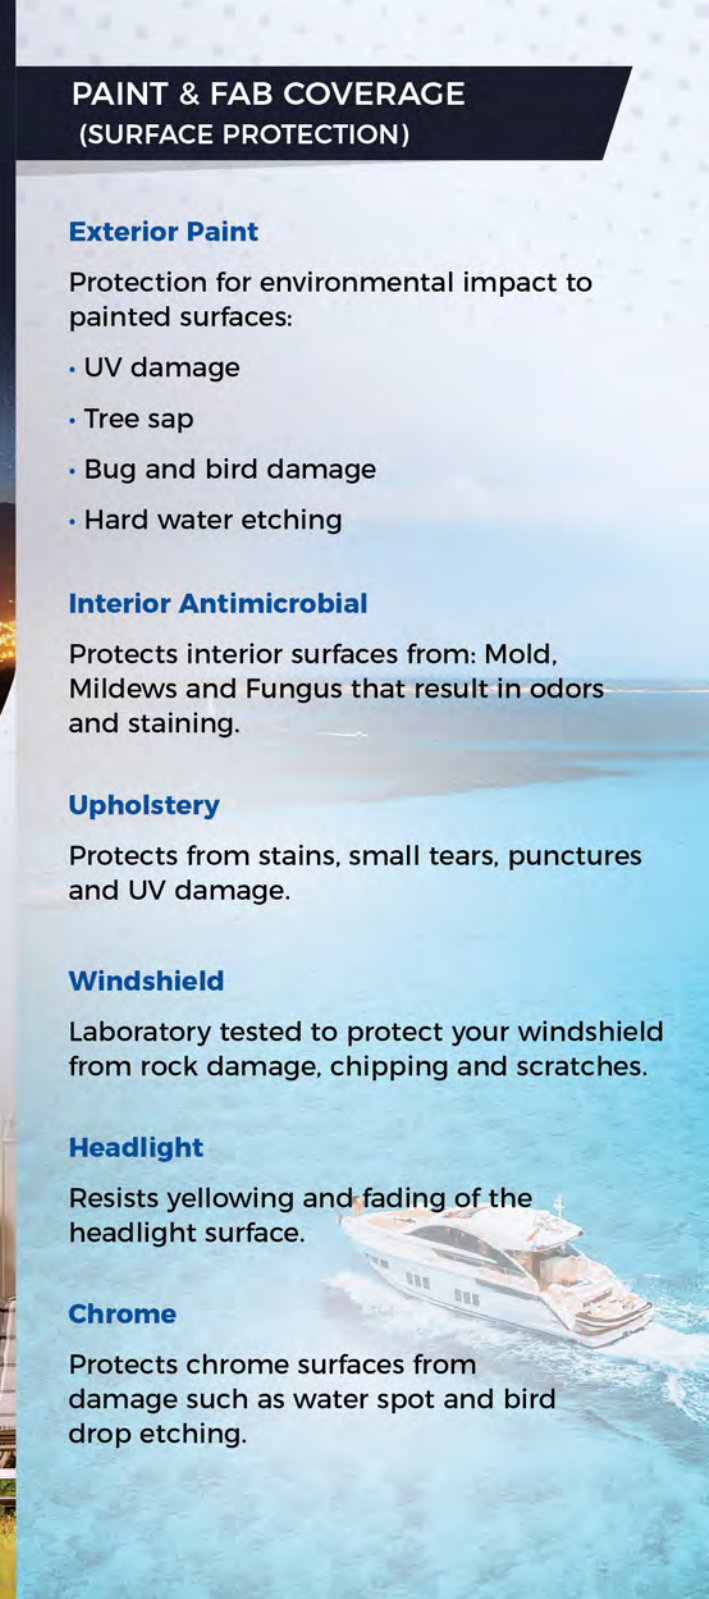 PAINT & FAB COVERAGE
(SURFACE PROTECTION)
Exterior Paint
Protection for environmental impact to
painted surfaces:
• UV damage
• Tree sap
• Bug and bird damage
• Hard water etching
Interior Antimicrobial
Protects interior surfaces from: Mold,
Mildews and Fungus that result in odors
and staining.
Upholstery
Protects from stains, small tears, punctures
and UV damage.
Windshield
Laboratory tested to protect your windshield
from rock damage, chipping and scratches.
Headlight
Resists yellowing and fading of the
headlight surface.
Chrome
Protects chrome surfaces from
damage such as water spot and bird
drop etching.